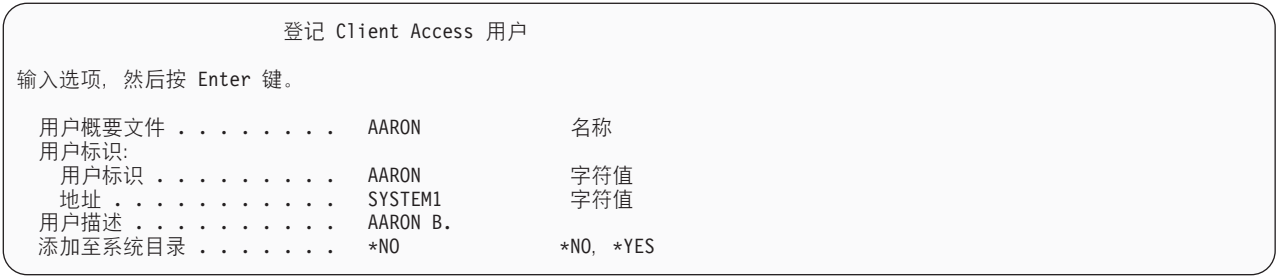 登记 Client Access 用户
输入选项, 然后按 Enter 键。
用户概要文件 . . . . . . . . AARON 名称
用户标识:
用户标识 . . . . . . . . . AARON 字符值
地址 . . . . . . . . . . . SYSTEM1 字符值
用户描述 . . . . . . . . . . AARON B.
添加至系统目录 . . . . . . . *NO *NO, *YES